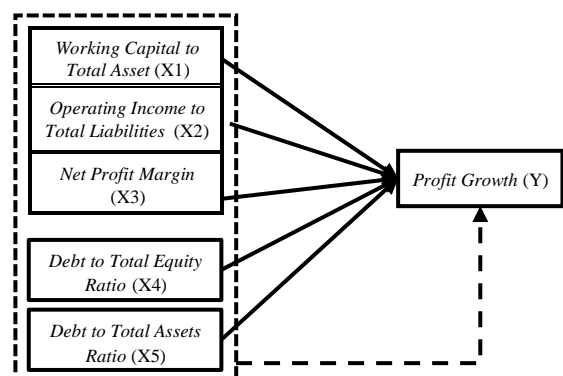 Working Capital to
Total Asset (X1)
Operating Income to
Total Liabilities (X2)
Net Profit Margin
(X3)
Profit Growth (Y)
Debt to Total Equity
Ratio (X4)
Debt to Total Assets
Ratio (X5)